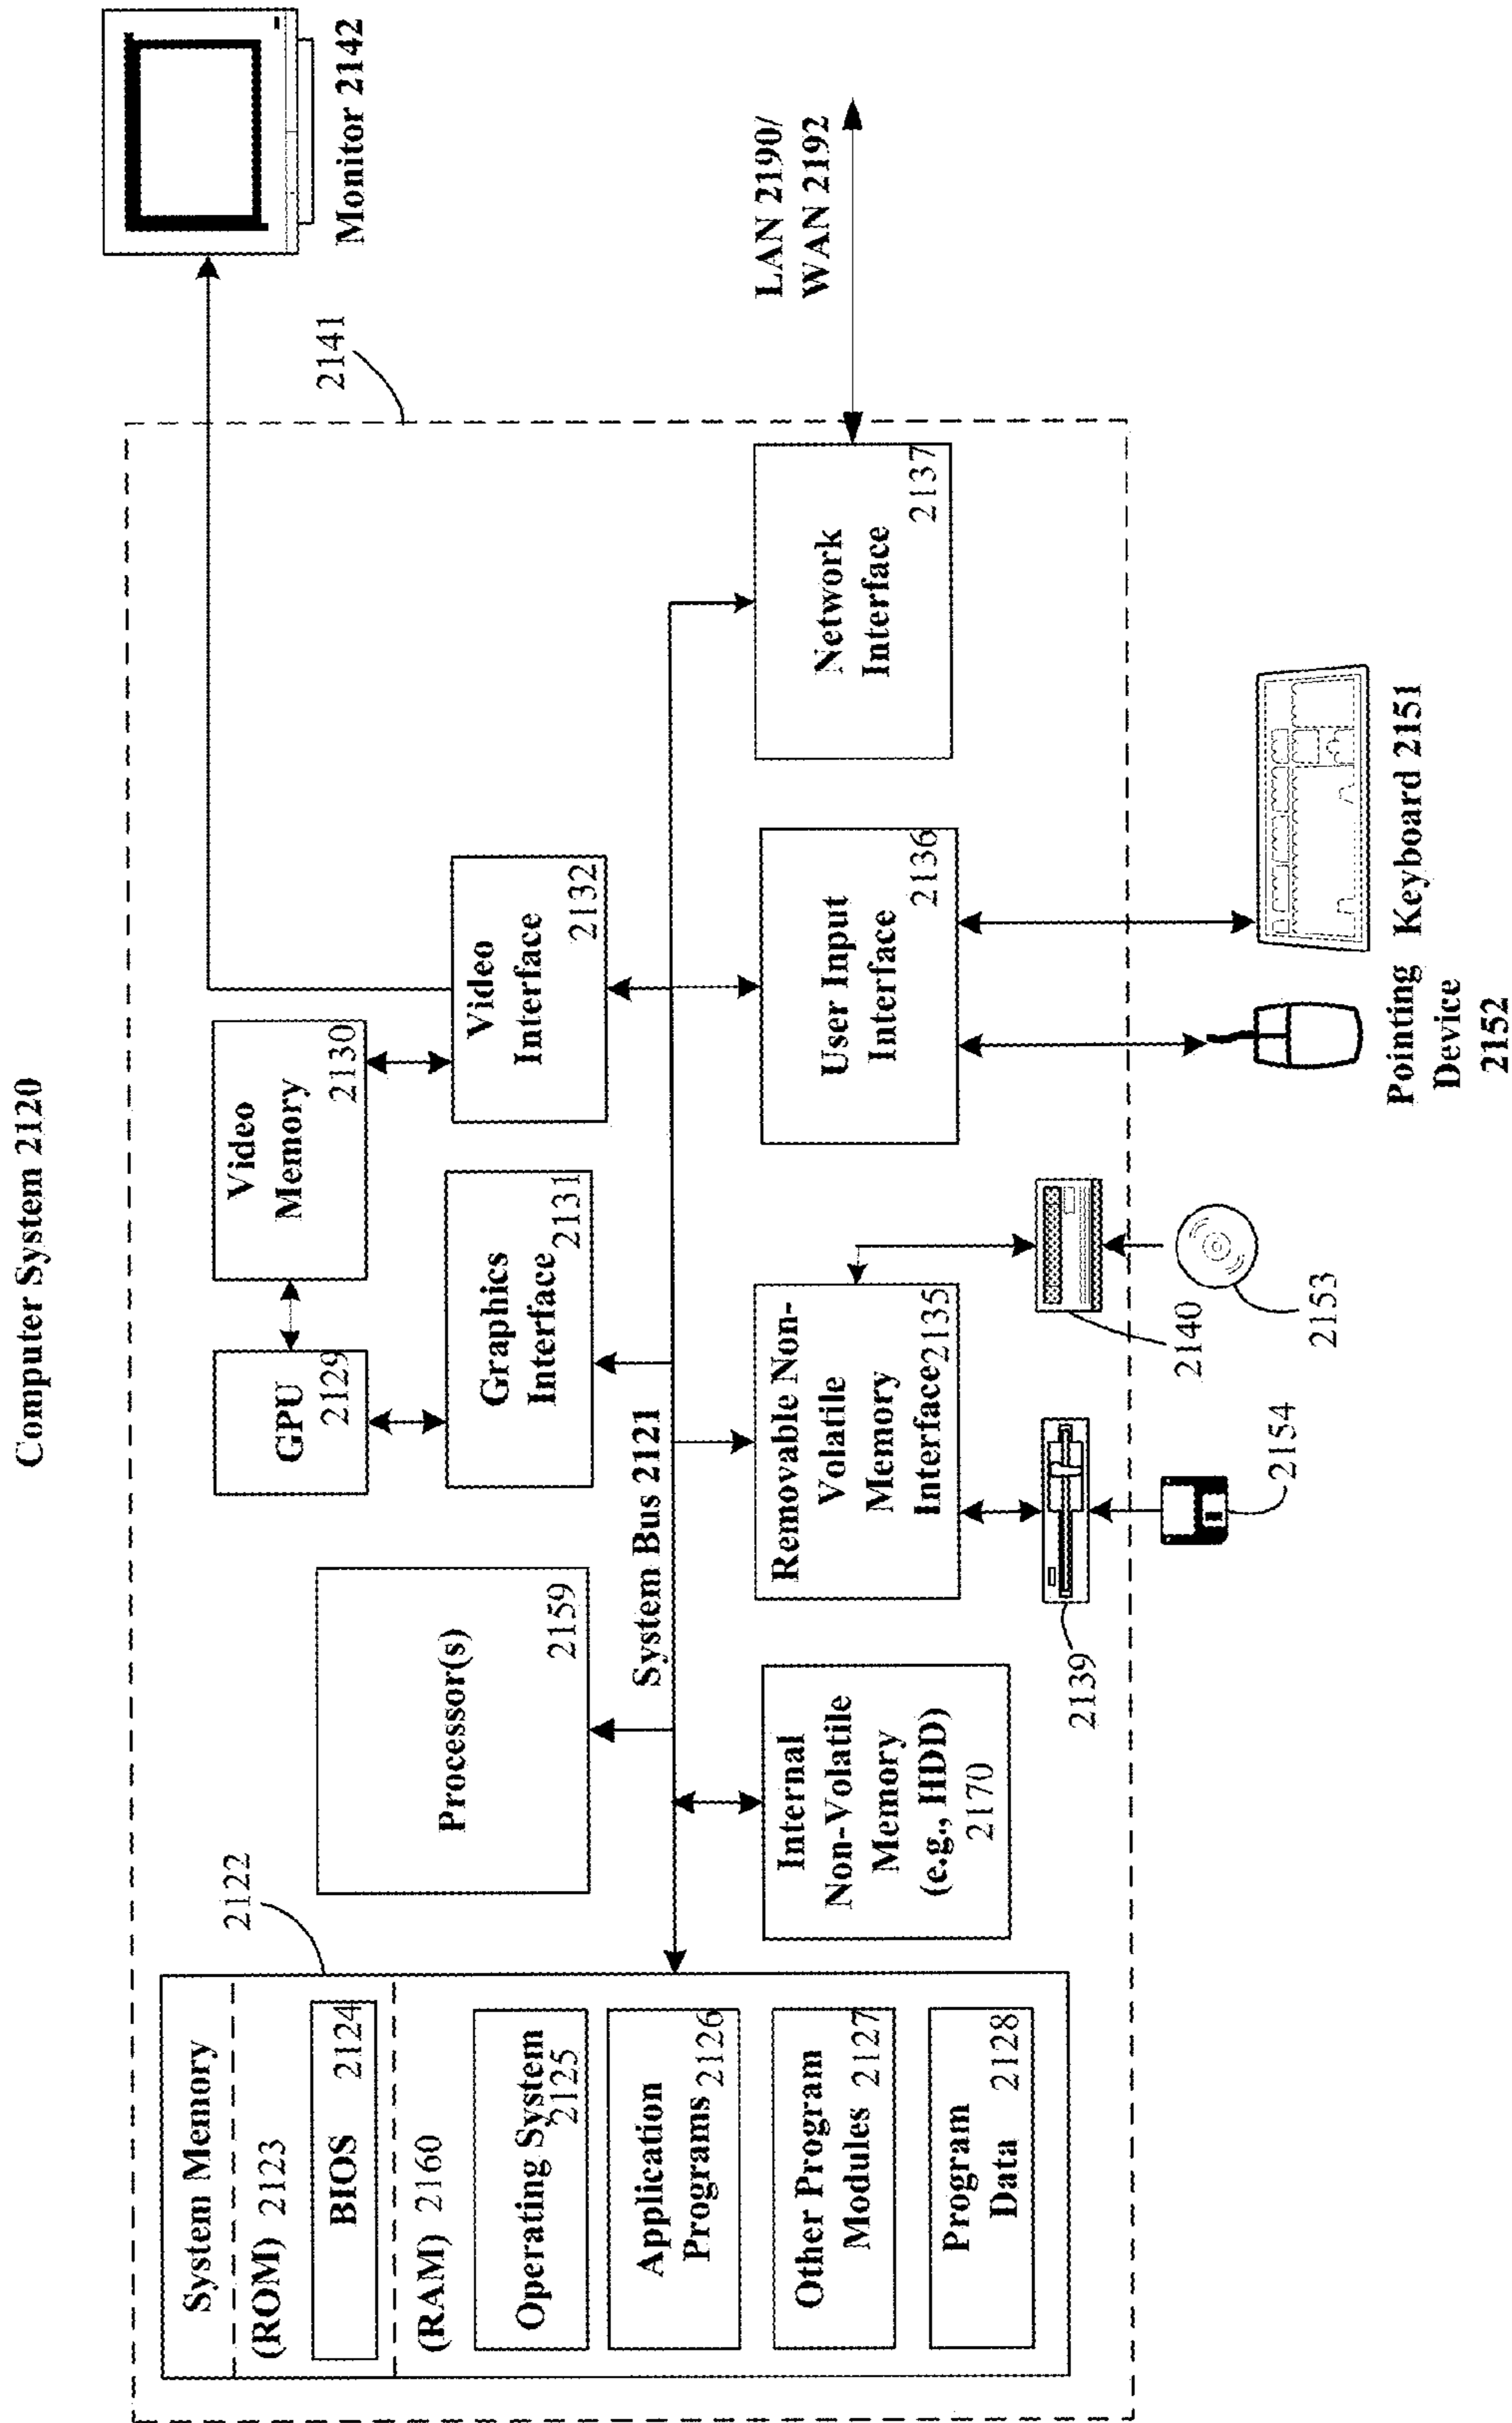 Computer System 2120
System Memory
(ROM) 2123
BIOS 2124
(RAM) 2160
Operating System
2125
Application
Programs 2126
Other Program
Modules 2127
Program
Data 2128
2122
Processor(s)
2159
System Bus 2121
GPU
2129
Video
Memory
2130
Graphics
Interface
2131
Video
Interface
2132
2141
Monitor 2142
Internal
Non-Volatile
Memory
(e.g., HDD)
2170
Removable Non-
Volatile
Memory
Interface 2135
User Input
Interface
2136
Network
Interface
2137
LAN 2190/
WAN 2192
2139
2140
2154
2153
Pointing
Device
2152
Keyboard 2151